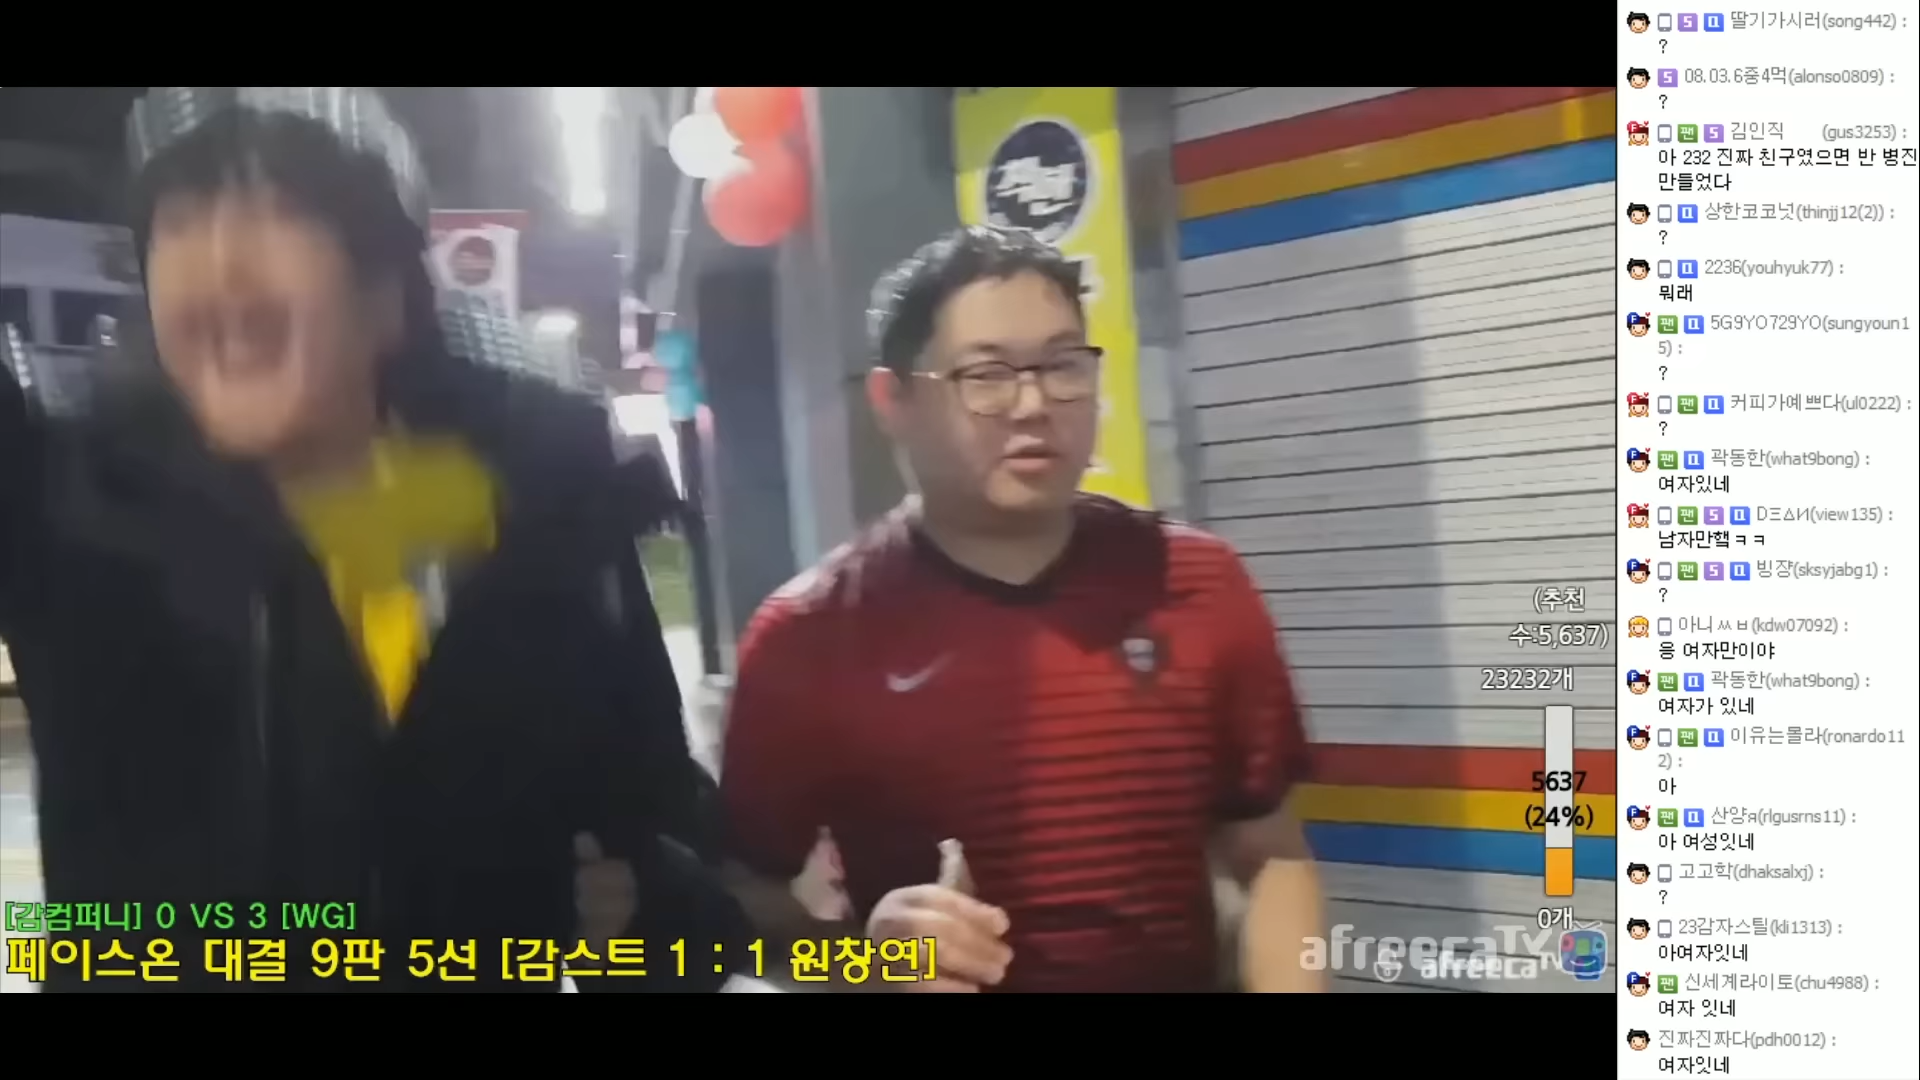 (추천
수:5,637)
23232개
5637
(24%)
0개
[감컴퍼니] 0 VS 3 [WG]
페이스온 대결 9판 5선 [감스트 1 : 1 원창연]
afreecaTV
afreecaTV
딸기가시러(song442) :
?
08.03.6중4먹(alonso0809) :
?
김인직 (gus3253) :
아 232 진짜 친구였으면 반 병진
만들었다
상한코코넛(thinjj12(2)) :
?
2236(youhyuk77) :
뭐래
5G9YO729YO(sungyoun1
5) :
?
커피가예쁘다(ul0222) :
?
곽동한(what9bong) :
여자있네
DΞΔИ(view135) :
남자만햌ㅋㅋ
빙쟝(sksyjabg1) :
?
아니ㅆㅂ(kdw07092) :
응 여자만이야
곽동한(what9bong) :
여자가 있네
이유는몰라(ronardo11
2) :
아
산양я(rlgusrns11) :
아 여성잇네
고고학(dhaksalxj) :
?
23감자스틸(kli1313) :
아여자잇네
신세계라이토(chu4988) :
여자 잇네
진짜진짜다(pdh0012) :
여자잇네